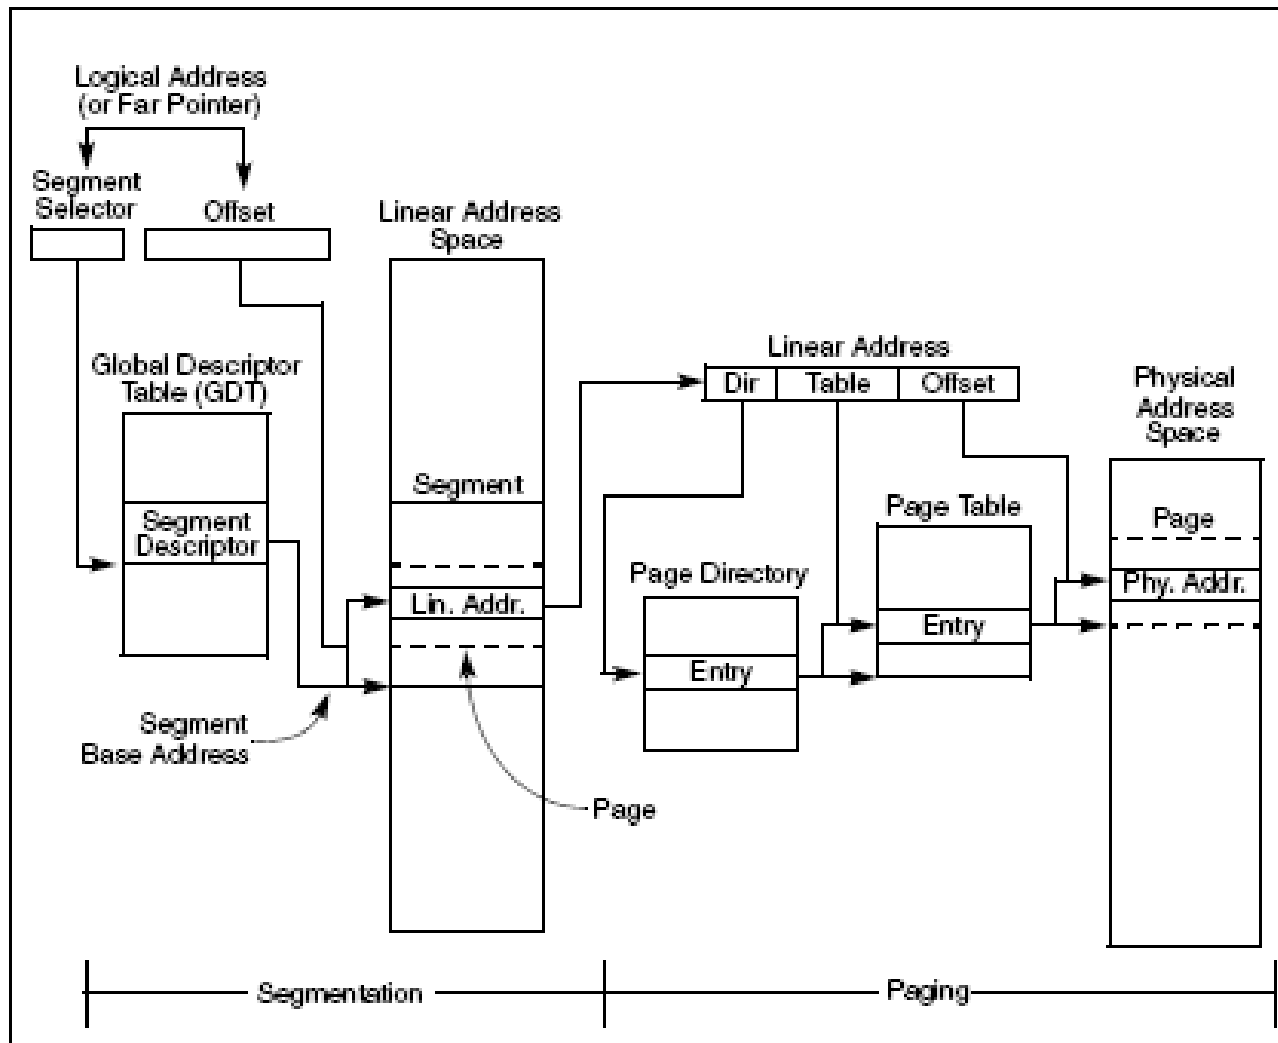 Logical Address
(or Far Pointer)
Segment
Selector
Offset
Linear Address
Space
Global Descriptor
Table (GDT)
Segment
Descriptor
Segment
Lin. Addr.
Segment
Base Address
Page
Linear Address
Dir
Table
Offset
Page Directory
Entry
Page Table
Entry
Physical
Address
Space
Page
Phy. Addr.
Segmentation
Paging